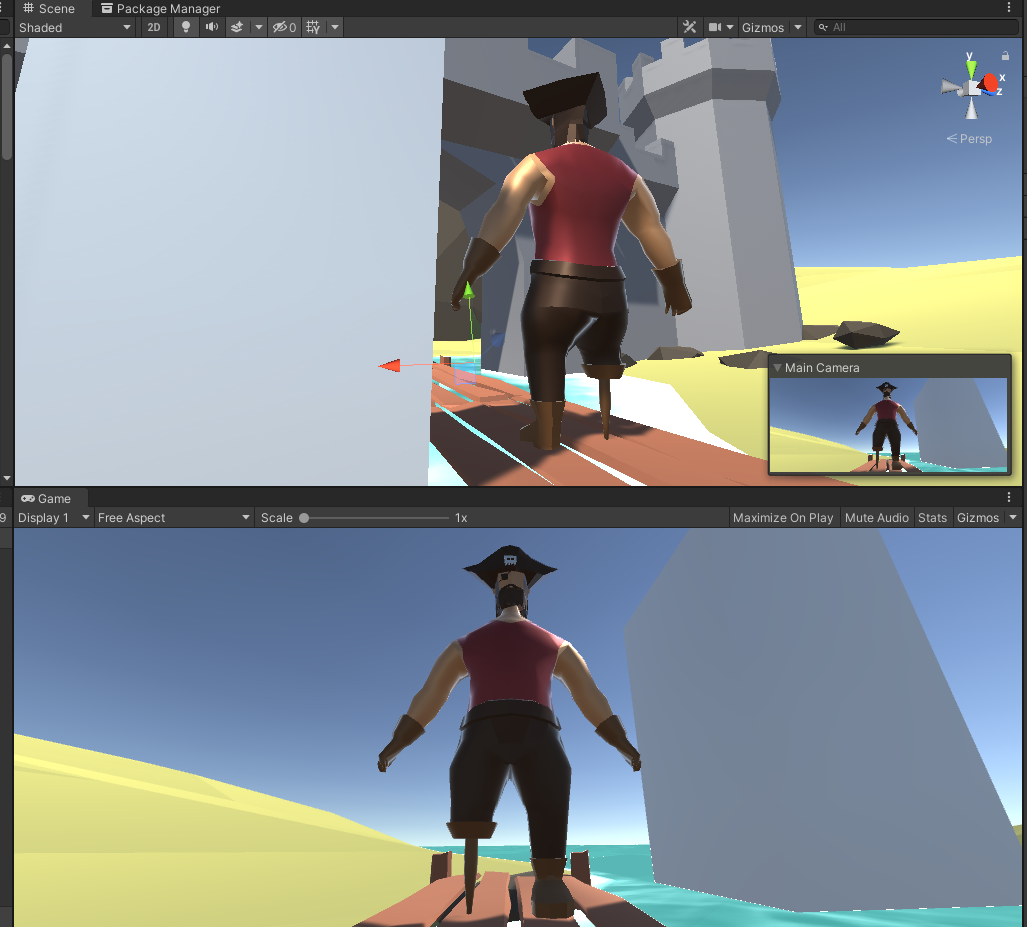 Scene Package Manager
Shaded 2D 0 Gizmos All
y
x
z
Persp
Main Camera
Game
9 Display 1 Free Aspect Scale 1x Maximize On Play Mute Audio Stats Gizmos